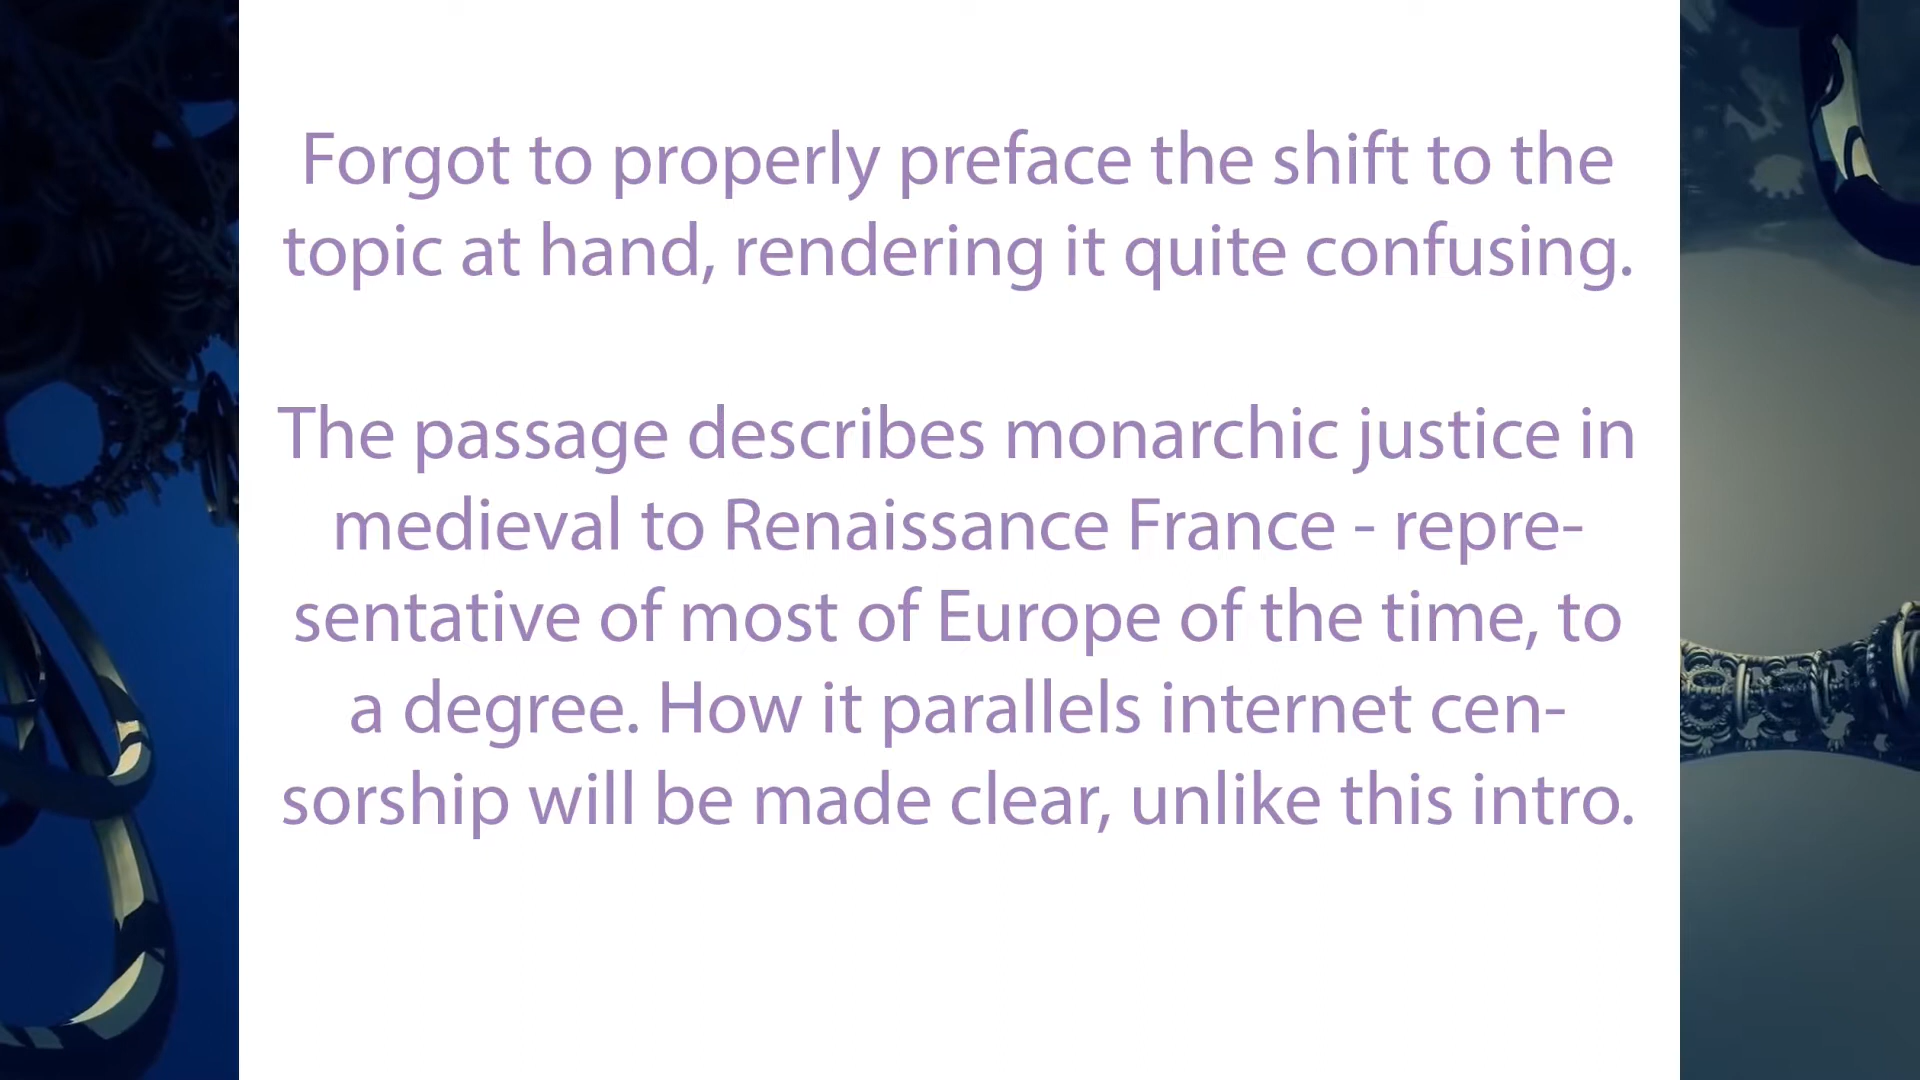 Forgot to properly preface the shift to the
topic at hand, rendering it quite confusing.
The passage describes monarchic justice in
medieval to Renaissance France - repre-
sentative of most of Europe of the time, to
a degree. How it parallels internet cen-
sorship will be made clear, unlike this intro.